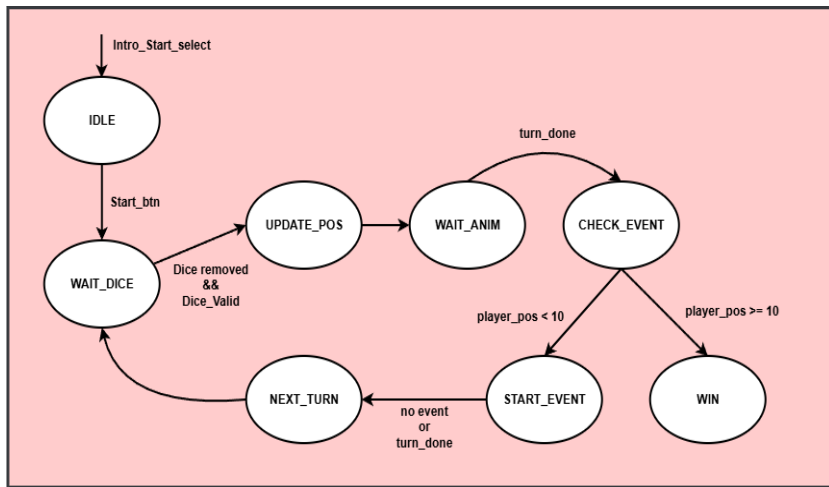 Intro_Start_select
IDLE
Start_btn
WAIT_DICE
Dice removed
&&
Dice_Valid
UPDATE_POS
WAIT_ANIM
turn_done
CHECK_EVENT
player_pos < 10
player_pos >= 10
NEXT_TURN
no event
or
turn_done
START_EVENT
WIN